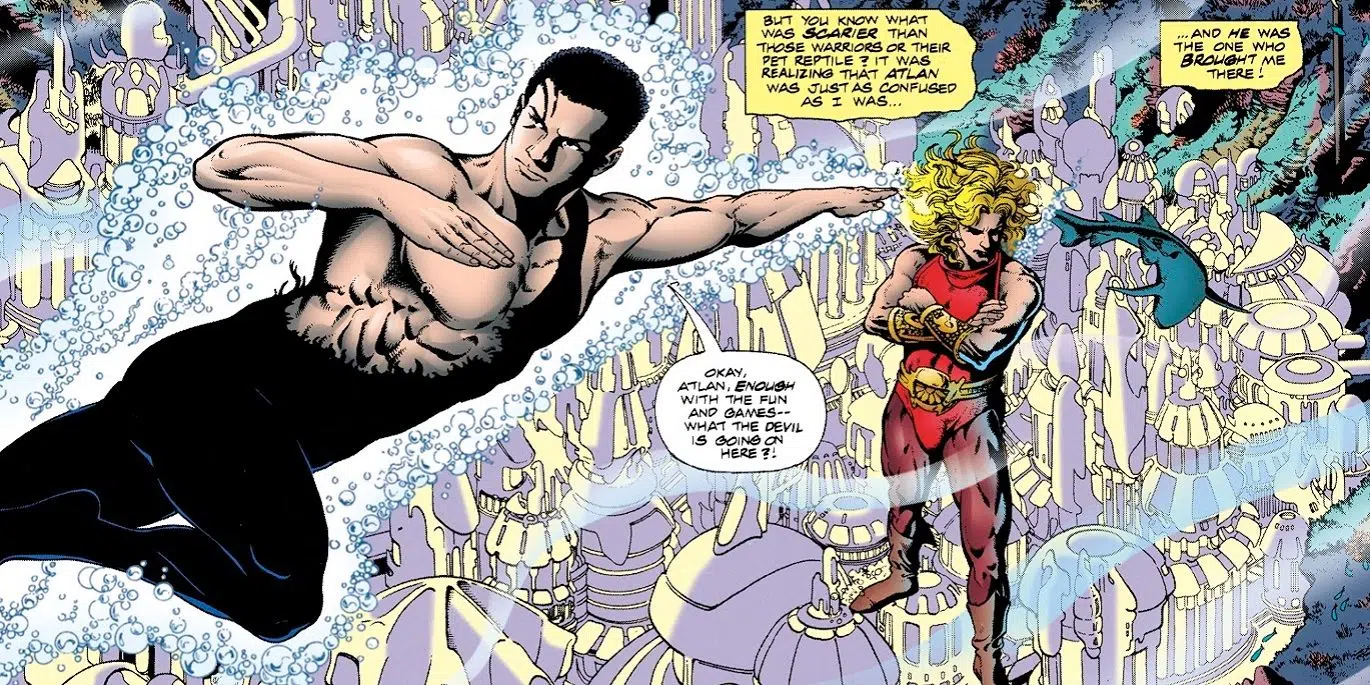 BUT YOU KNOW WHAT
WAS SCARIER THAN
THOSE WARRIORS OR THEIR
PET REPTILE? IT WAS
REALIZING THAT ATLAN
WAS JUST AS CONFUSED
AS I WAS...
...AND HE WAS
THE ONE WHO
BROUGHT ME
THERE!
OKAY,
ATLAN, ENOUGH
WITH THE FUN
AND GAMES--
WHAT THE DEVIL
IS GOING ON
HERE?!